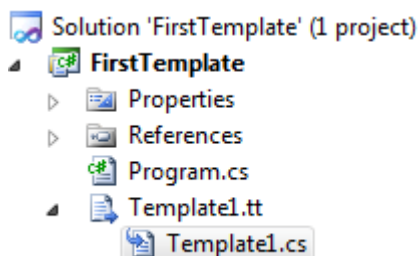 Solution 'FirstTemplate' (1 project)
FirstTemplate
Properties
References
Program.cs
Template1.tt
Template1.cs